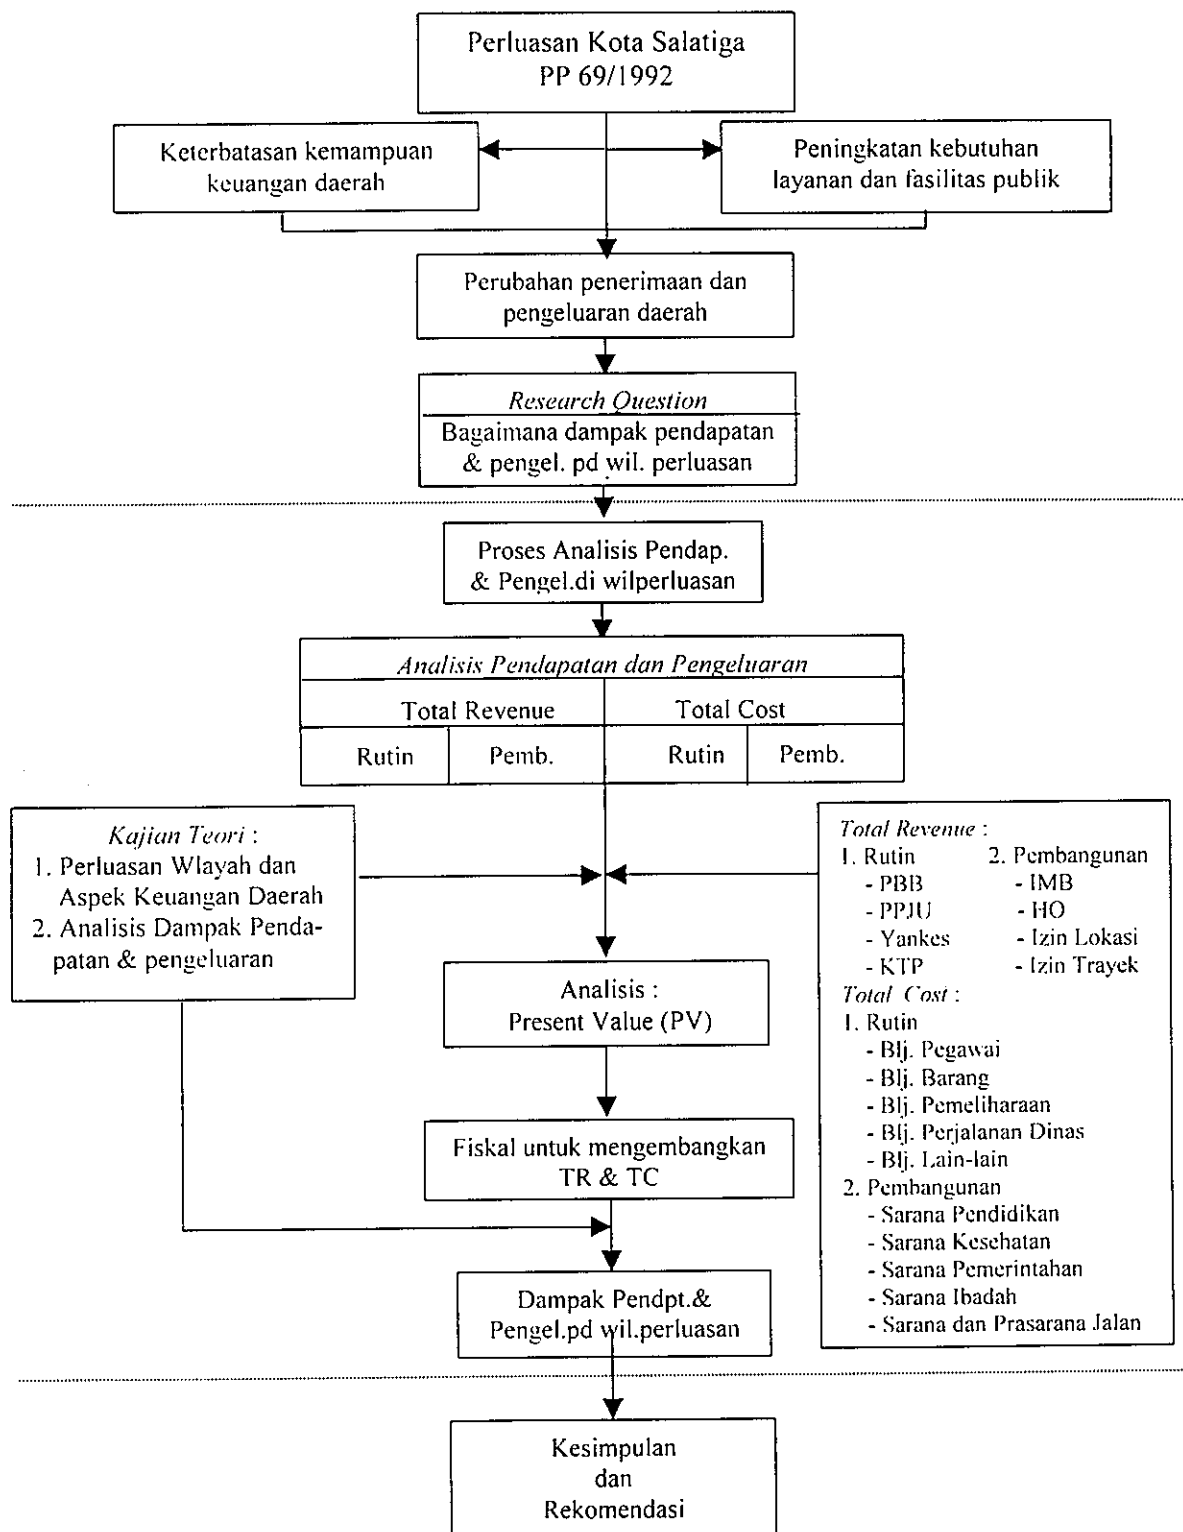 Perluasan Kota Salatiga
PP 69/1992
Keterbatasan kemampuan
keuangan daerah
Peningkatan kebutuhan
layanan dan fasilitas publik
Perubahan penerimaan dan
pengeluaran daerah
Research Question
Bagaimana dampak pendapatan
& pengel. pd wil. perluasan
Proses Analisis Pendap.
& Pengel.di wilperluasan
Analisis Pendapatan dan Pengeluaran
Total Revenue Total Cost
Rutin Pemb. Rutin Pemb.
Kajian Teori :
1. Perluasan Wlayah dan
Aspek Keuangan Daerah
2. Analisis Dampak Penda-
patan & pengeluaran
Total Revenue :
1. Rutin 2. Pembangunan
- PBB - IMB
- PPJU - HO
- Yankes - Izin Lokasi
- KTP - Izin Trayek
Total Cost :
1. Rutin
- Blj. Pegawai
- Blj. Barang
- Blj. Pemeliharaan
- Blj. Perjalanan Dinas
- Blj. Lain-lain
2. Pembangunan
- Sarana Pendidikan
- Sarana Kesehatan
- Sarana Pemerintahan
- Sarana Ibadah
- Sarana dan Prasarana Jalan
Analisis :
Present Value (PV)
Fiskal untuk mengembangkan
TR & TC
Dampak Pendpt.&
Pengel.pd wil.perluasan
Kesimpulan
dan
Rekomendasi